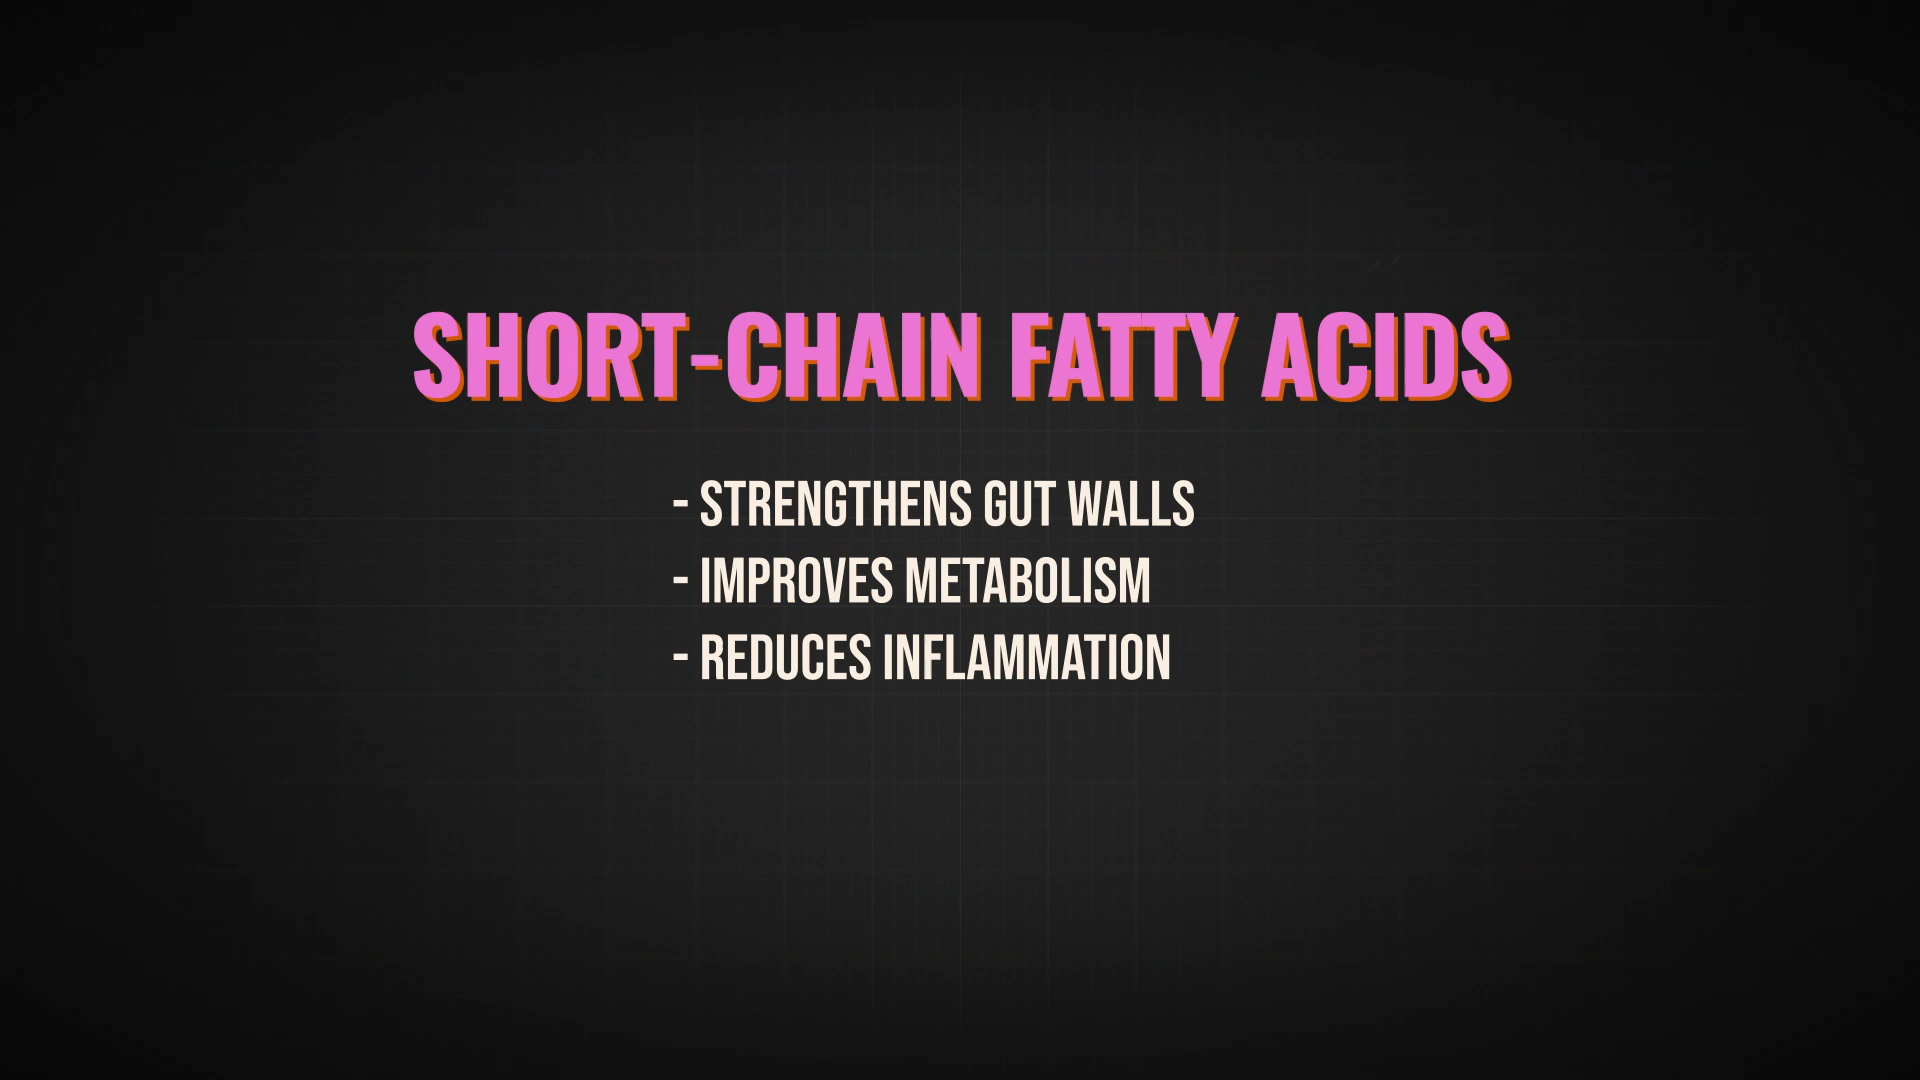 SHORT-CHAIN FATTY ACIDS
- STRENGTHENS GUT WALLS
- IMPROVES METABOLISM
- REDUCES INFLAMMATION